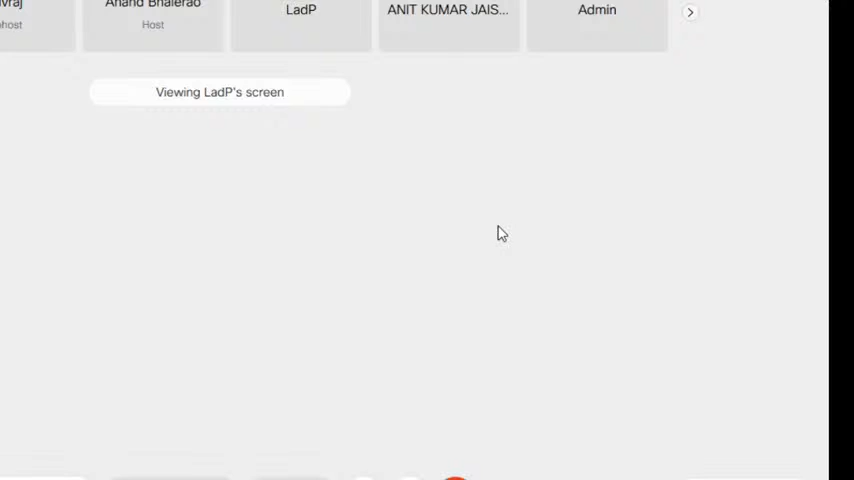 Anand Bhalerao
Host
LadP
ANIT KUMAR JAIS...
Admin
Viewing LadP's screen